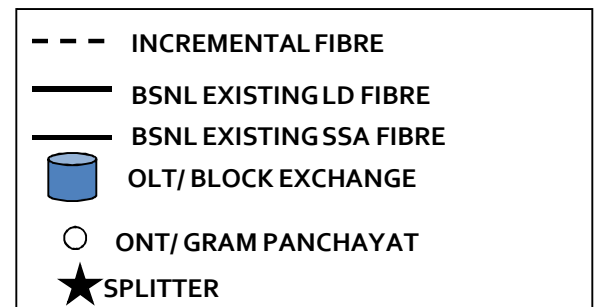 INCREMENTAL FIBRE
BSNL EXISTING LD FIBRE
BSNL EXISTING SSA FIBRE
OLT/ BLOCK EXCHANGE
ONT/ GRAM PANCHAYAT
SPLITTER